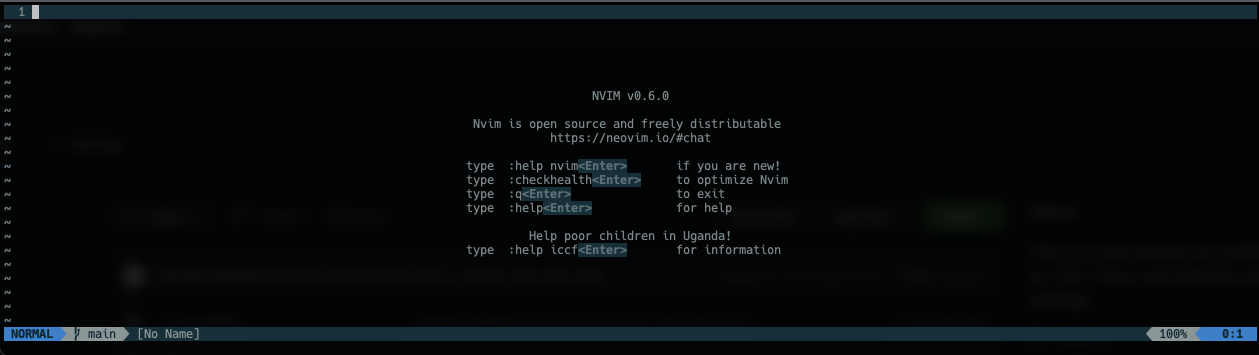 1
~
~
~
~
~
NVIM v0.6.0
~
~
Nvim is open source and freely distributable
~
https://neovim.io/#chat
~
~
type :help nvim<Enter> if you are new!
~
type :checkhealth<Enter> to optimize Nvim
~
type :q<Enter> to exit
~
type :help<Enter> for help
~
~
Help poor children in Uganda!
~
type :help iccf<Enter> for information
~
~
~
~
~
~
NORMAL main [No Name] 100% 0:1